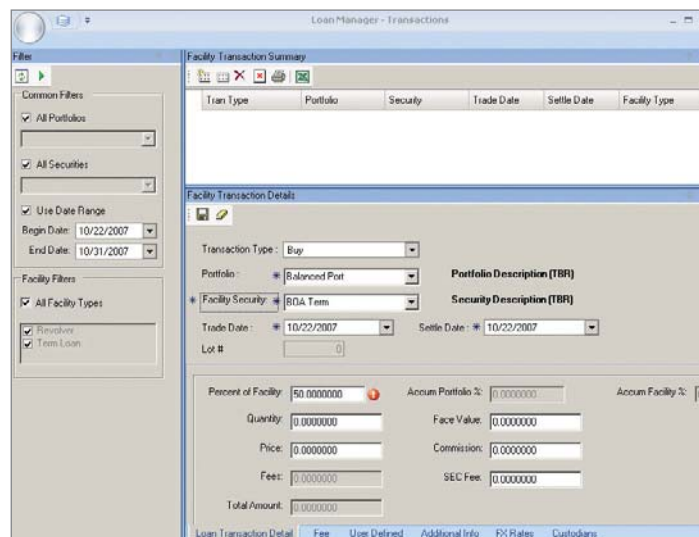 Loan Manager - Transactions
Filter
Common Filters
All Portfolios
All Securities
Use Date Range
Begin Date: 10/22/2007
End Date: 10/31/2007
Facility Filters
All Facility Types
Revolver
Term Loan
Facility Transaction Summary
Tran Type Portfolio Security Trade Date Settle Date Facility Type
Facility Transaction Details
Transaction Type : Buy
Portfolio : * Balanced Port Portfolio Description (TBR)
* Facility Security: * BOA Term Security Description (TBR)
Trade Date : * 10/22/2007 Settle Date : * 10/22/2007
Lot # 0
Percent of Facility: 50.0000000 Accum Portfolio %: 0.0000000 Accum Facility %:
Quantity: 0.0000000 Face Value: 0.0000000
Price: 0.0000000 Commission: 0.0000000
Fees: 0.0000000 SEC Fee: 0.0000000
Total Amount: 0.0000000
Loan Transaction Detail Fee User Defined Additional Info FX Rates Custodians